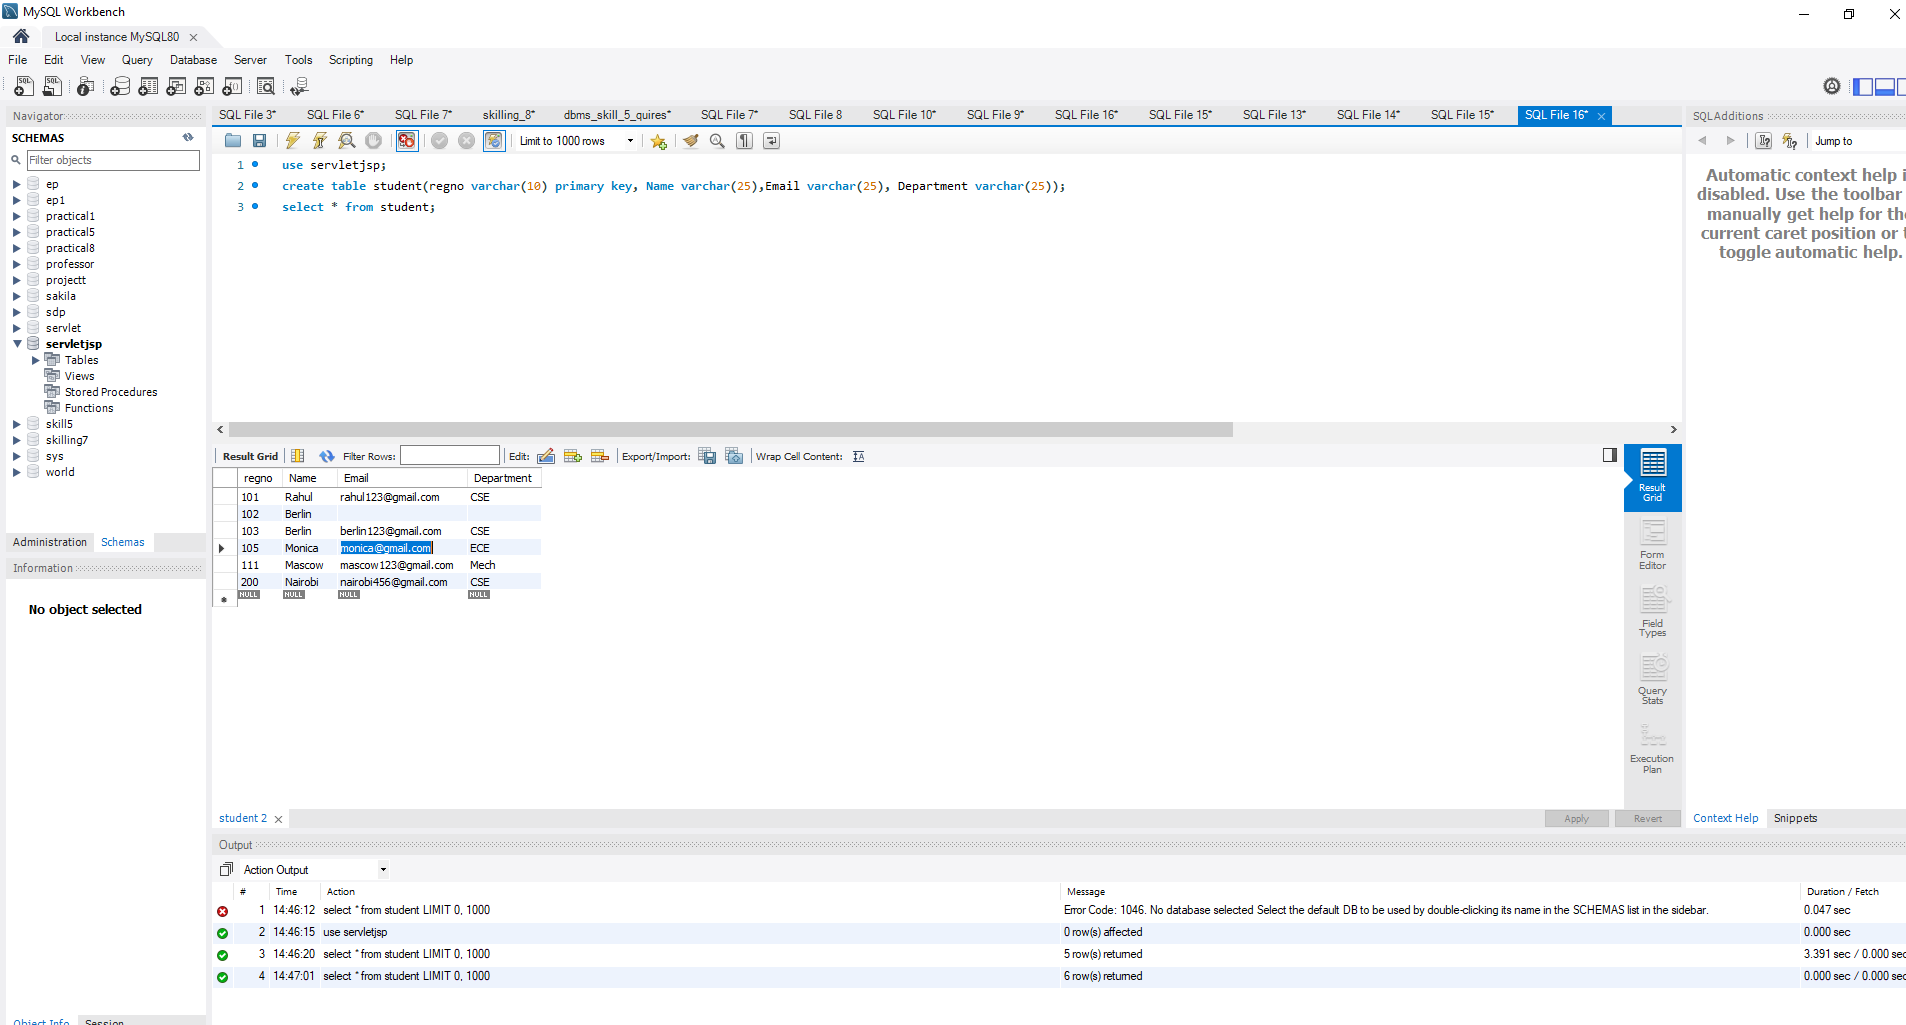 MySQL Workbench
Local instance MySQL80
File Edit View Query Database Server Tools Scripting Help
Navigator
SCHEMAS
Filter objects
ep
ep1
practical1
practical5
practical8
professor
projectt
sakila
sdp
servlet
servletjsp
Tables
Views
Stored Procedures
Functions
skill5
skilling7
sys
world
Administration Schemas
Information
No object selected
Object Info Session
SQL File 3* SQL File 6* SQL File 7* skilling_8* dbms_skill_5_quires* SQL File 7* SQL File 8 SQL File 10* SQL File 9* SQL File 16* SQL File 15* SQL File 13* SQL File 14* SQL File 15* SQL File 16*
Limit to 1000 rows
1 use servletjsp;
2 create table student(regno varchar(10) primary key, Name varchar(25),Email varchar(25), Department varchar(25));
3 select * from student;
Result Grid Filter Rows: Edit: Export/Import: Wrap Cell Content:
regno Name Email Department
101 Rahul rahul123@gmail.com CSE
102 Berlin
103 Berlin berlin123@gmail.com CSE
105 Monica monica@gmail.com ECE
111 Mascow mascow123@gmail.com Mech
200 Nairobi nairobi456@gmail.com CSE
NULL NULL NULL NULL
Result
Grid
Form
Editor
Field
Types
Query
Stats
Execution
Plan
student 2
Apply Revert
SQLAdditions
Jump to
Automatic context help i
disabled. Use the toolbar
manually get help for the
current caret position or t
toggle automatic help.
Context Help Snippets
Output
Action Output
# Time Action Message Duration / Fetch
1 14:46:12 select * from student LIMIT 0, 1000 Error Code: 1046. No database selected Select the default DB to be used by double-clicking its name in the SCHEMAS list in the sidebar. 0.047 sec
2 14:46:15 use servletjsp 0 row(s) affected 0.000 sec
3 14:46:20 select * from student LIMIT 0, 1000 5 row(s) returned 3.391 sec / 0.000 sec
4 14:47:01 select * from student LIMIT 0, 1000 6 row(s) returned 0.000 sec / 0.000 sec